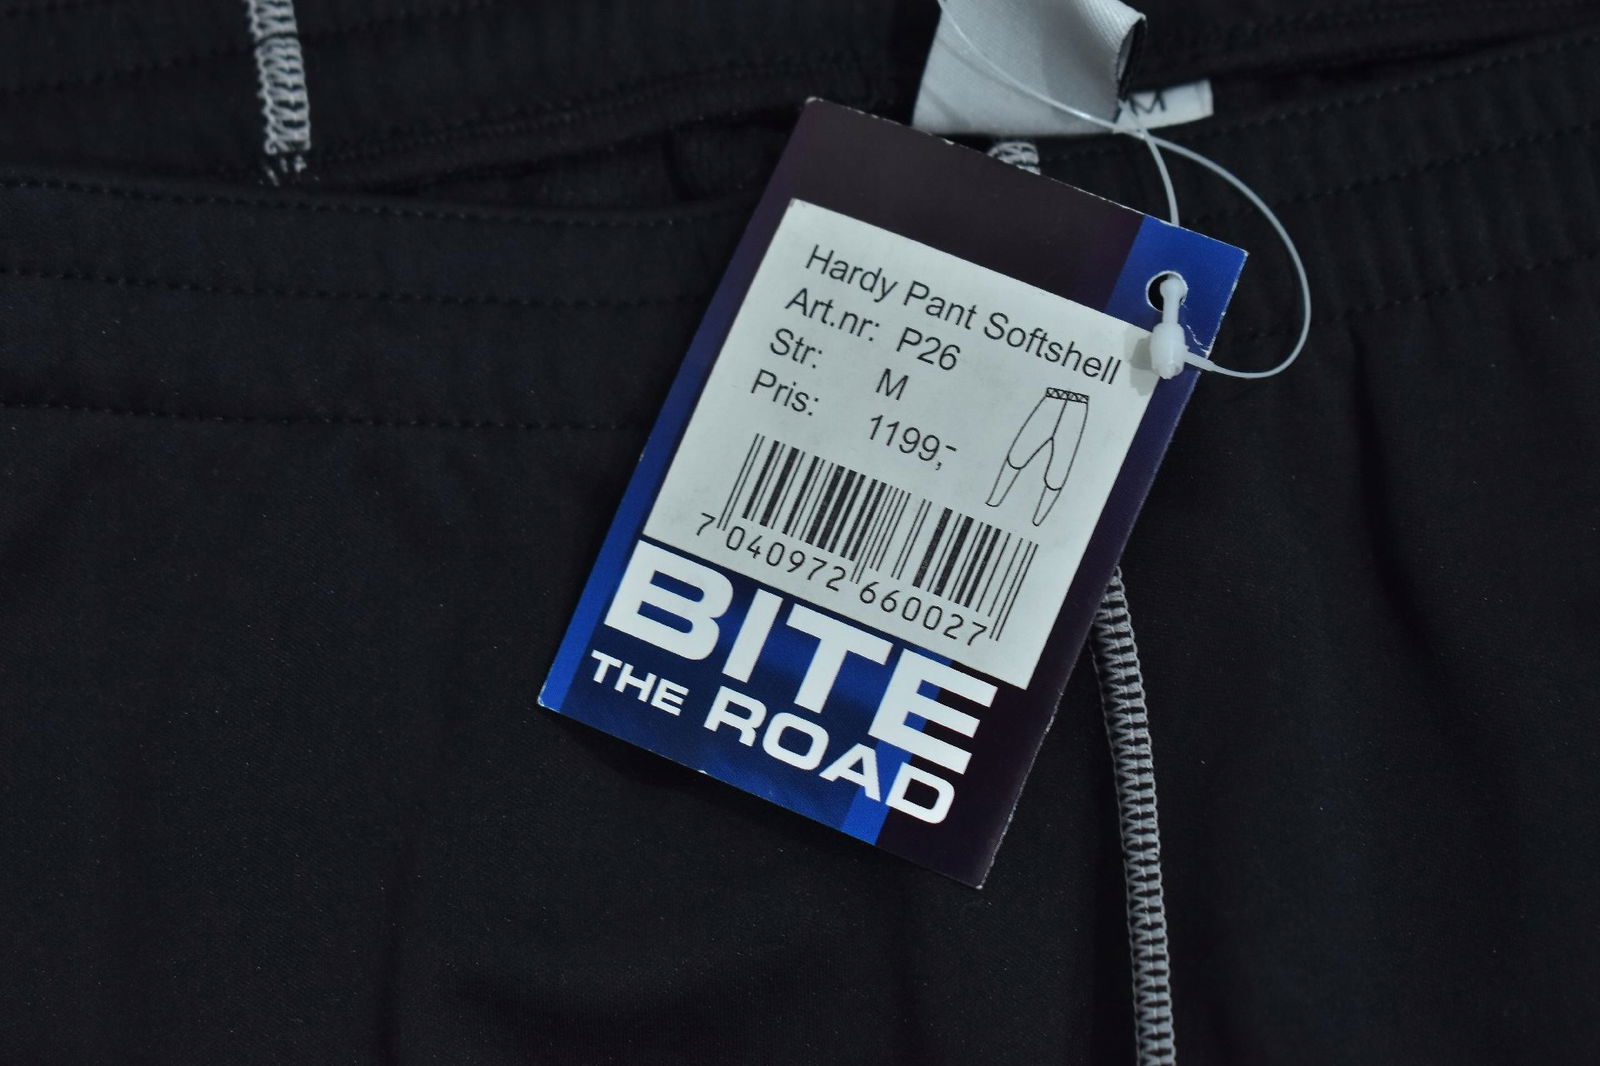 M
Hardy Pant Softshell
Art.nr: P26
Str: M
Pris: 1199,-
7 040972 660027
BITE
THE ROAD